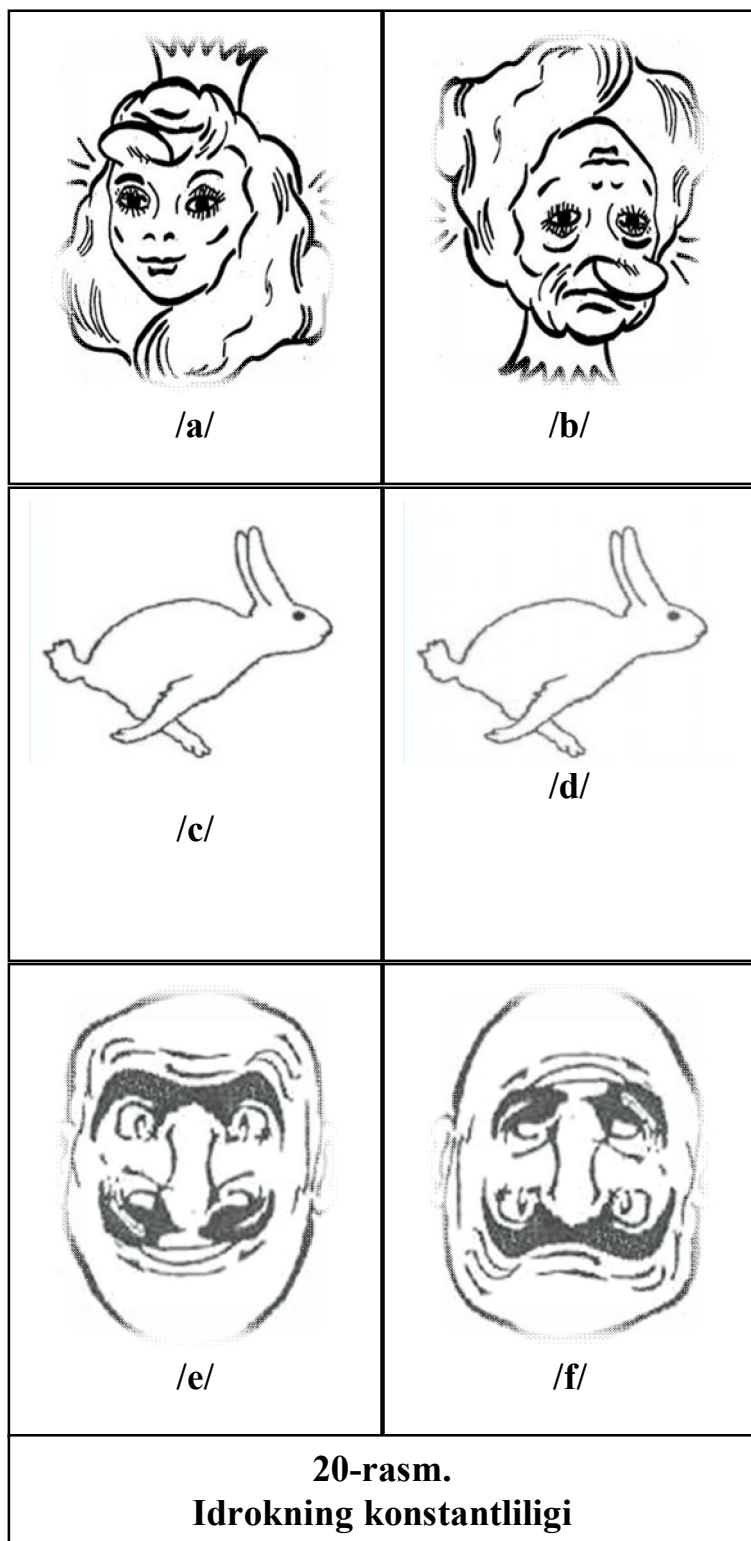 /a/
/b/
/c/
/d/
/e/
/f/
20-rasm.
Idrokning konstantliligi